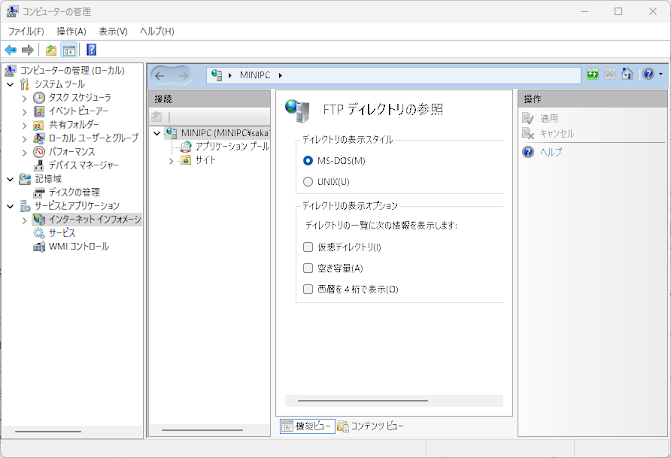 コンピューターの管理
ファイル(F) 操作(A) 表示(V) ヘルプ(H)
コンピューターの管理 (ローカル)
システム ツール
タスク スケジューラ
イベント ビューアー
共有フォルダー
ローカル ユーザーとグループ
パフォーマンス
デバイス マネージャー
記憶域
ディスクの管理
サービスとアプリケーション
インターネット インフォメーシ
サービス
WMI コントロール
MINIPC
接続
MINIPC (MINIPC¥saka
アプリケーション プール
サイト
FTP ディレクトリの参照
ディレクトリの表示スタイル
MS-DOS(M)
UNIX(U)
ディレクトリの表示オプション
ディレクトリの一覧に次の情報を表示します:
仮想ディレクトリ(I)
空き容量(A)
西暦を 4 桁で表示(O)
機能ビュー コンテンツ ビュー
操作
適用
キャンセル
ヘルプ